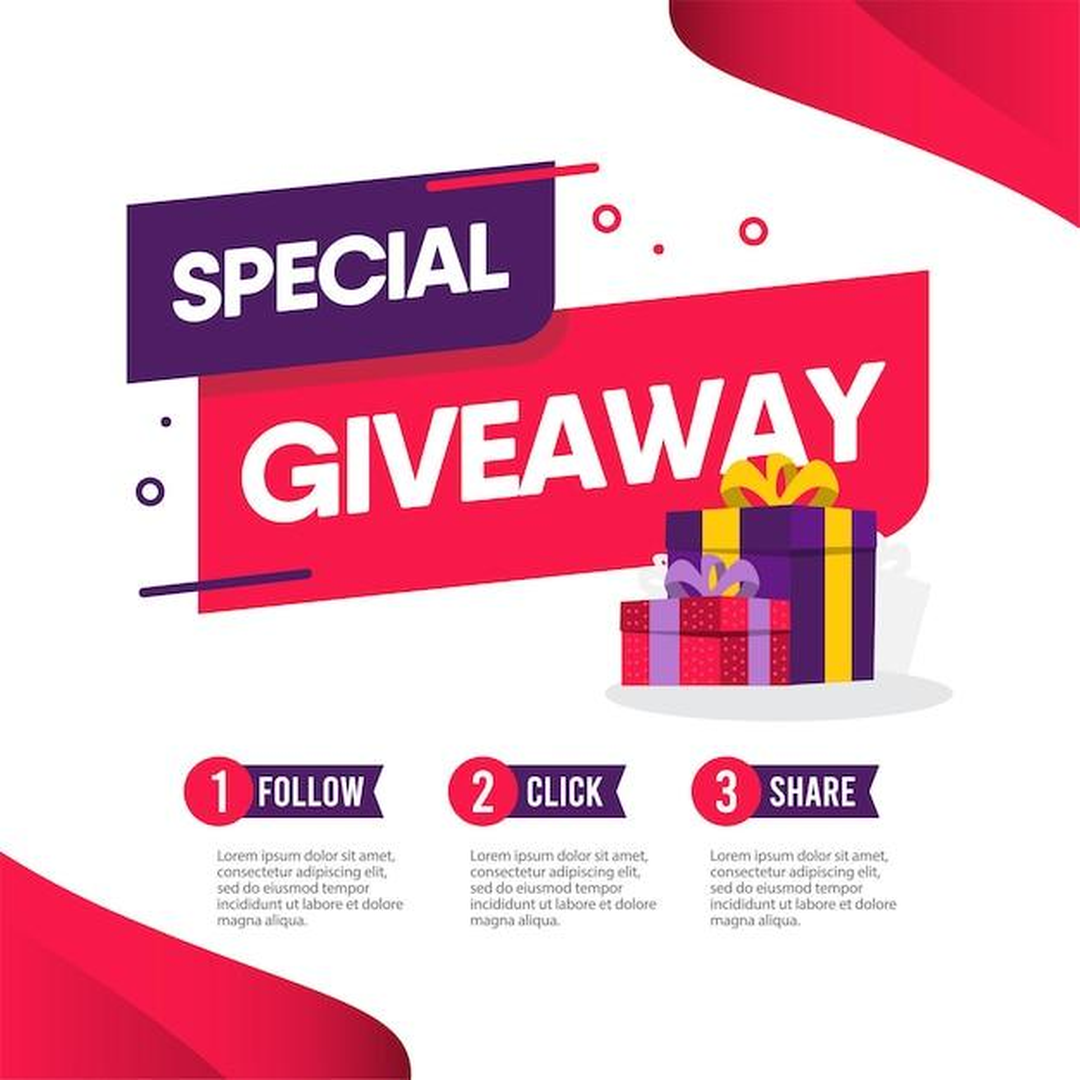 SPECIAL
GIVEAWAY
1 FOLLOW
Lorem ipsum dolor sit amet,
consectetur adipiscing elit,
sed do eiusmod tempor
incididunt ut labore et dolore
magna aliqua.
2 CLICK
Lorem ipsum dolor sit amet,
consectetur adipiscing elit,
sed do eiusmod tempor
incididunt ut labore et dolore
magna aliqua.
3 SHARE
Lorem ipsum dolor sit amet,
consectetur adipiscing elit,
sed do eiusmod tempor
incididunt ut labore et dolore
magna aliqua.